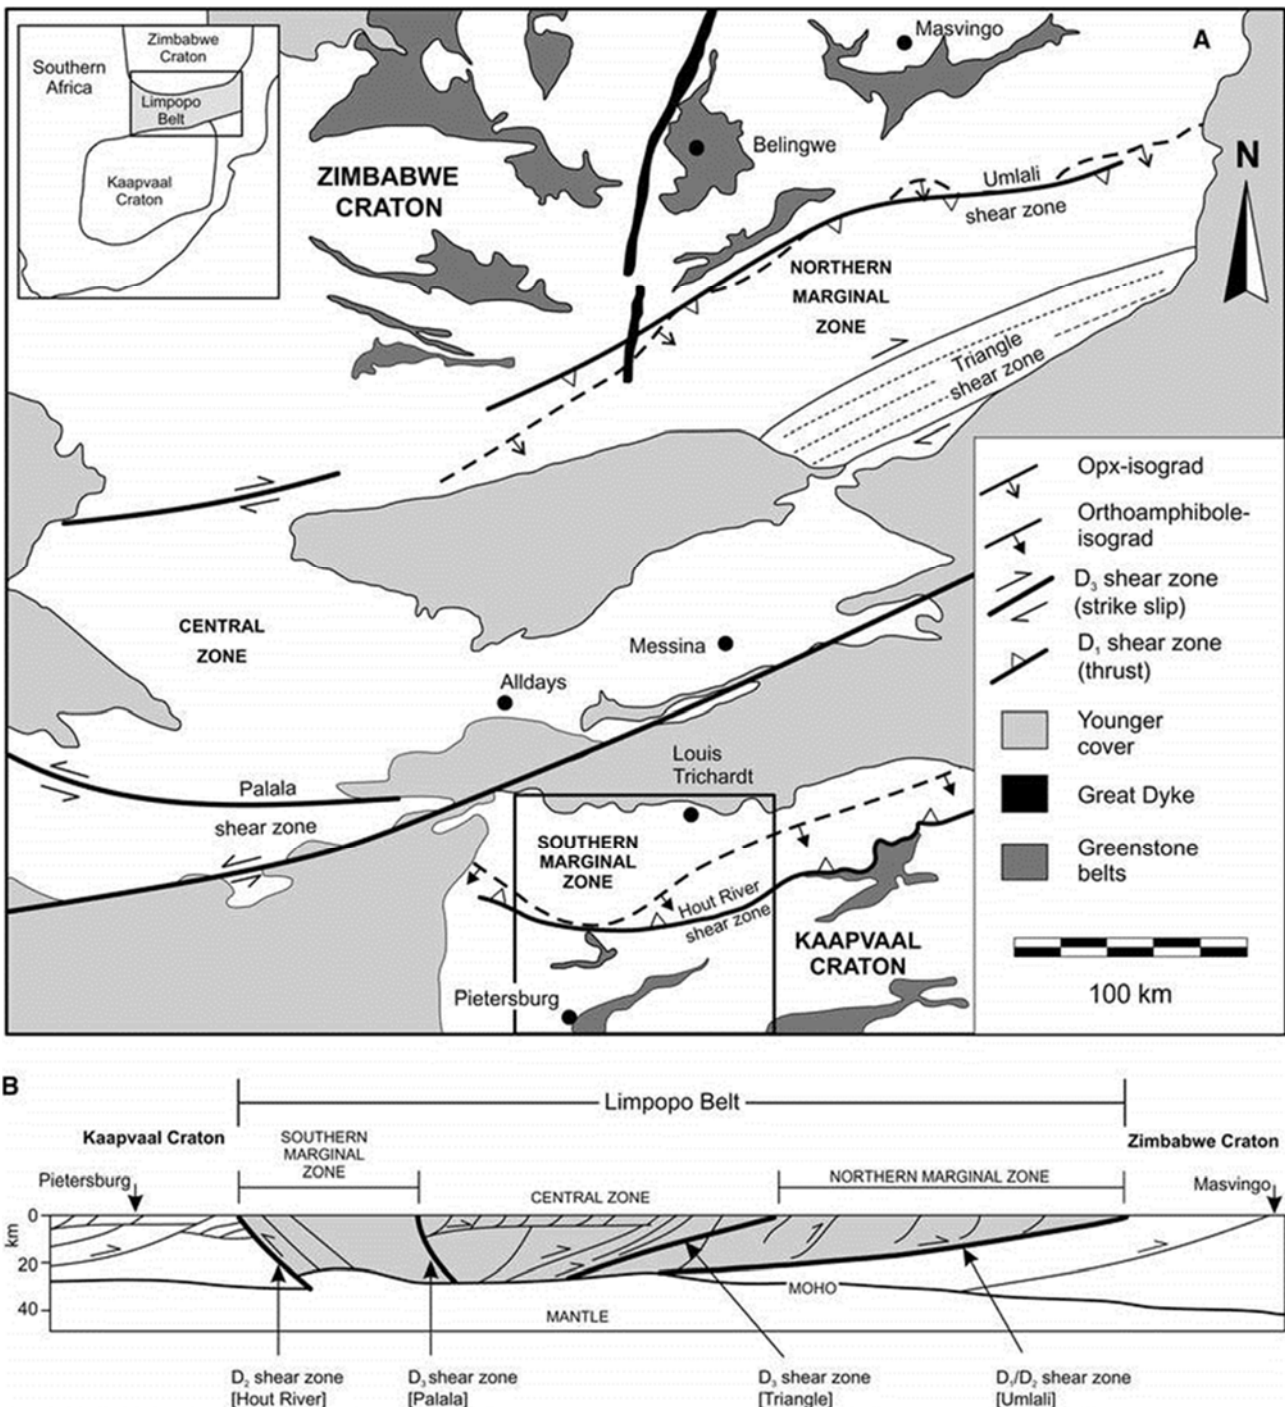 A
Zimbabwe
Craton
Southern
Africa
Limpopo
Belt
Kaapvaal
Craton
Masvingo
Belingwe
ZIMBABWE
CRATON
N
Umlali
shear zone
NORTHERN
MARGINAL
ZONE
Triangle
shear zone
CENTRAL
ZONE
Messina
Alldays
Louis
Trichardt
Palala
shear zone
SOUTHERN
MARGINAL
ZONE
Hout River
shear zone
KAAPVAAL
CRATON
Pietersburg
Opx-isograd
Orthoamphibole-
isograd
D3 shear zone
(strike slip)
D1 shear zone
(thrust)
Younger
cover
Great Dyke
Greenstone
belts
100 km
B
Limpopo Belt
Kaapvaal Craton
SOUTHERN
MARGINAL
ZONE
Zimbabwe Craton
Pietersburg
CENTRAL ZONE
NORTHERN MARGINAL ZONE
Masvingo
km
0
20
40
MOHO
MANTLE
D2 shear zone
[Hout River]
D3 shear zone
[Palala]
D3 shear zone
[Triangle]
D1/D2 shear zone
[Umlali]